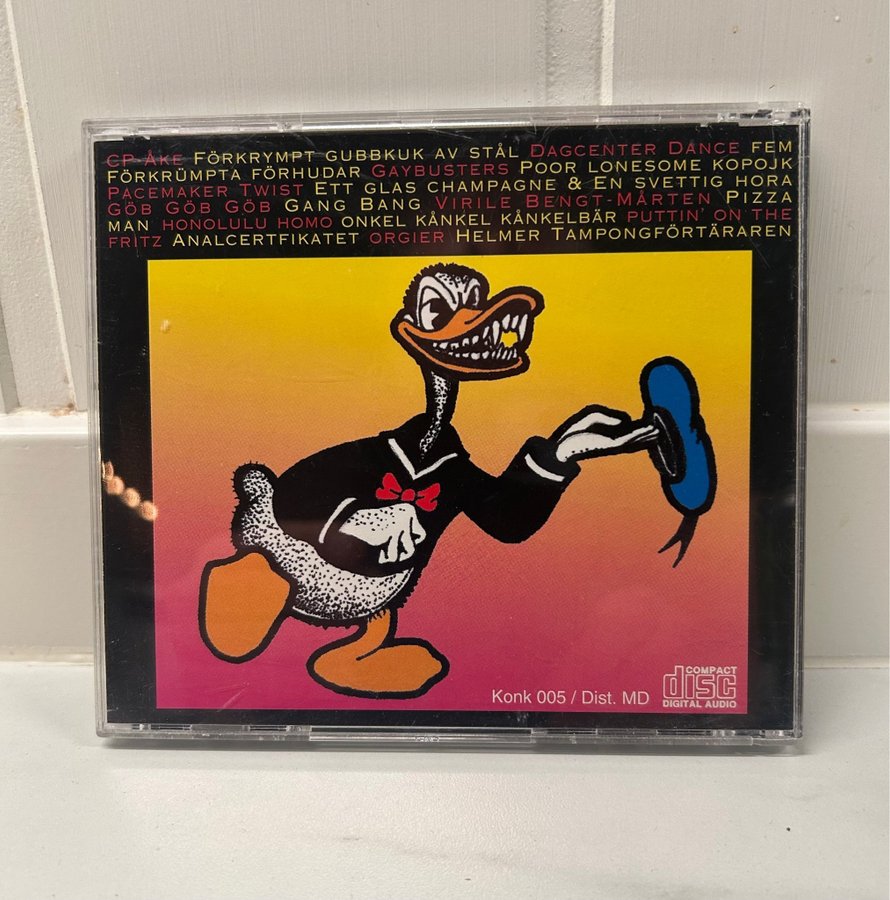 CP-ÅKE FÖRKRYMPT GUBBKUK AV STÅL DAGCENTER DANCE FEM
FÖRKRÜMPTA FÖRHUDAR GAYBUSTERS POOR LONESOME KOPOJK
PACEMAKER TWIST ETT GLAS CHAMPAGNE & EN SVETTIG HORA
GÖB GÖB GÖB GANG BANG VIRILE BENGT-MÅRTEN PIZZA
MAN HONOLULU HOMO ONKEL KÅNKEL KÅNKELBÄR PUTTIN' ON THE
FRITZ ANALCERTFIKATET ORGIER HELMER TAMPONGFÖRTÄRAREN
Konk 005 / Dist. MD
COMPACT
disc
DIGITAL AUDIO